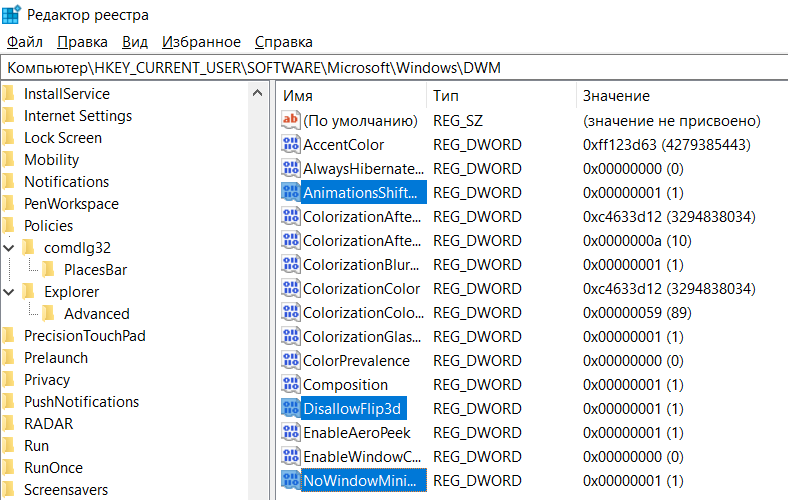 Редактор реестра
Файл Правка Вид Избранное Справка
Компьютер\HKEY_CURRENT_USER\SOFTWARE\Microsoft\Windows\DWM
InstallService
Internet Settings
Lock Screen
Mobility
Notifications
PenWorkspace
Policies
comdlg32
PlacesBar
Explorer
Advanced
PrecisionTouchPad
Prelaunch
Privacy
PushNotifications
RADAR
Run
RunOnce
Screensavers
Имя Тип Значение
ab (По умолчанию) REG_SZ (значение не присвоено)
AccentColor REG_DWORD 0xff123d63 (4279385443)
AlwaysHibernate... REG_DWORD 0x00000000 (0)
AnimationsShift... REG_DWORD 0x00000001 (1)
ColorizationAfte... REG_DWORD 0xc4633d12 (3294838034)
ColorizationAfte... REG_DWORD 0x0000000a (10)
ColorizationBlur... REG_DWORD 0x00000001 (1)
ColorizationColor REG_DWORD 0xc4633d12 (3294838034)
ColorizationColo... REG_DWORD 0x00000059 (89)
ColorizationGlas... REG_DWORD 0x00000001 (1)
ColorPrevalence REG_DWORD 0x00000000 (0)
Composition REG_DWORD 0x00000001 (1)
DisallowFlip3d REG_DWORD 0x00000001 (1)
EnableAeroPeek REG_DWORD 0x00000001 (1)
EnableWindowC... REG_DWORD 0x00000000 (0)
NoWindowMini... REG_DWORD 0x00000001 (1)